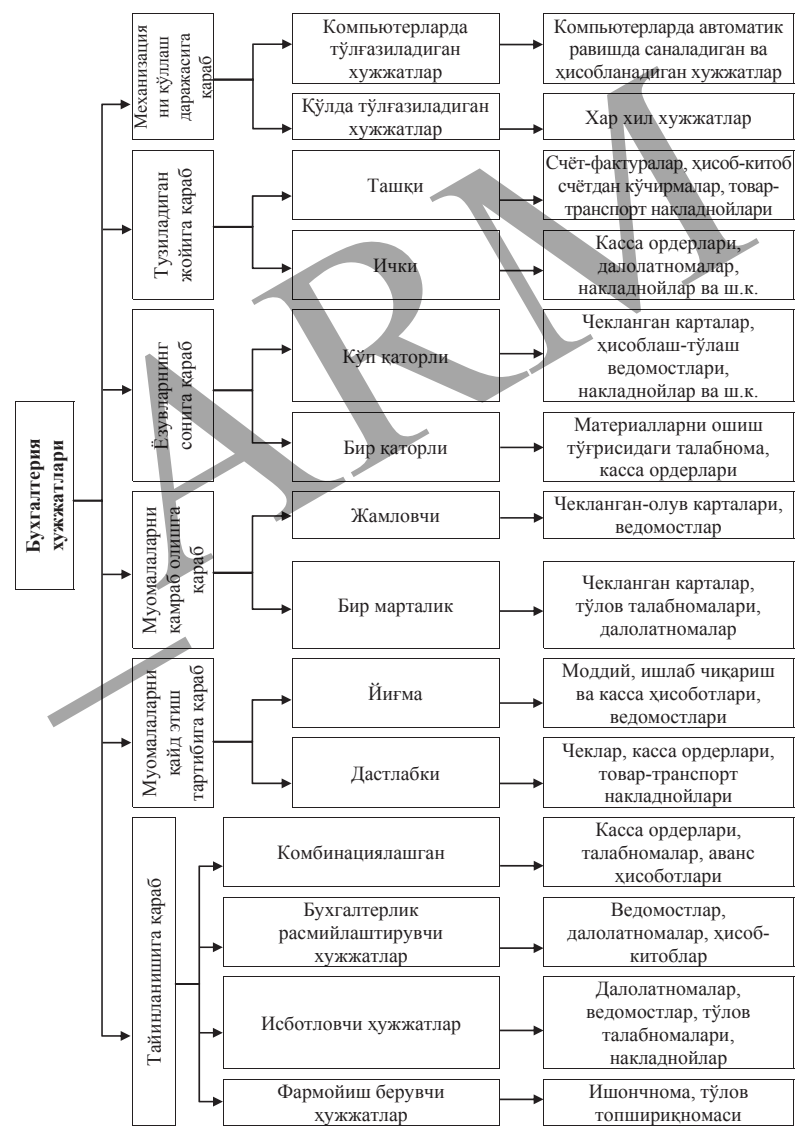 Бухгалтерия
ҳужжатлари
Механизация
ни қўллаш
даражасига
қараб
Компьютерларда
тўлғазиладиган
хужжатлар
Компьютерларда автоматик
равишда саналадиган ва
ҳисобланадиган хужжатлар
Қўлда тўлғазиладиган
хужжатлар
Хар хил хужжатлар
Тузиладиган
жойига қараб
Ташқи
Счёт-фактуралар, ҳисоб-китоб
счётдан кўчирмалар, товар-
транспорт накладнойлари
Ички
Касса ордерлари,
далолатномалар,
накладнойлар ва ш.к.
Ёзувларнинг
сонига қараб
Кўп қаторли
Чекланган карталар,
ҳисоблаш-тўлаш
ведомостлари,
накладнойлар ва ш.к.
Бир қаторли
Материалларни ошиш
тўғрисидаги талабнома,
касса ордерлари
Муомалаларни
қамраб олишга
қараб
Жамловчи
Чекланган-олув карталари,
ведомостлар
Бир марталик
Чекланган карталар,
тўлов талабномалари,
далолатномалар
Муомалаларни
қайд этиш
тартибига қараб
Йиғма
Моддий, ишлаб чиқариш
ва касса ҳисоботлари,
ведомостлари
Дастлабки
Чеклар, касса ордерлари,
товар-транспорт
накладнойлари
Тайинланишига қараб
Комбинациялашган
Касса ордерлари,
талабномалар, аванс
ҳисоботлари
Бухгалтерлик
расмийлаштирувчи
хужжатлар
Ведомостлар,
далолатномалар, ҳисоб-
китоблар
Исботловчи ҳужжатлар
Далолатномалар,
ведомостлар, тўлов
талабномалари,
накладнойлар
Фармойиш берувчи
ҳужжатлар
Ишончнома, тўлов
топшириқномаси
ARM